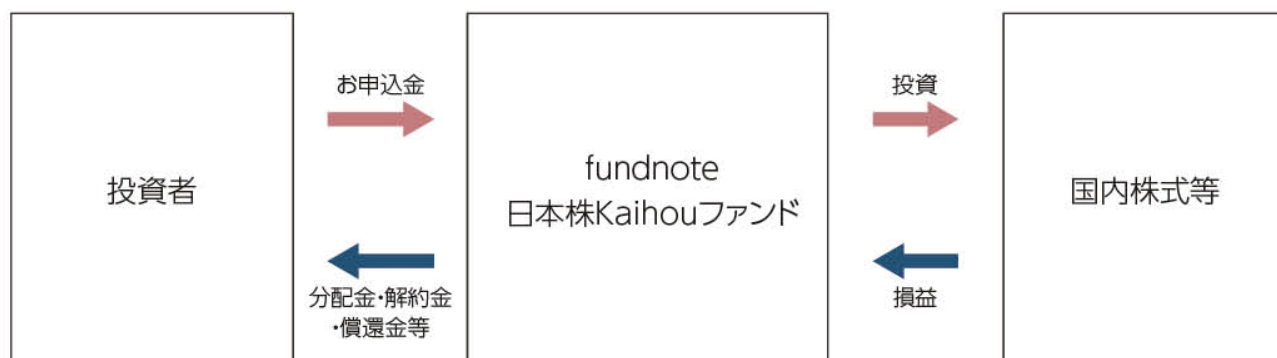 投資者
お申込金
分配金・解約金
・償還金等
fundnote
日本株Kaihouファンド
投資
損益
国内株式等